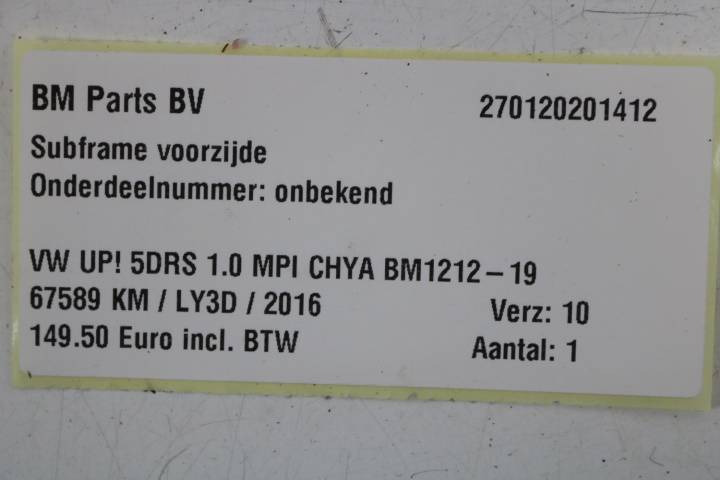 BM Parts BV 270120201412
Subframe voorzijde
Onderdeelnummer: onbekend
VW UP! 5DRS 1.0 MPI CHYA BM1212-19
67589 KM / LY3D / 2016 Verz: 10
149.50 Euro incl. BTW Aantal: 1